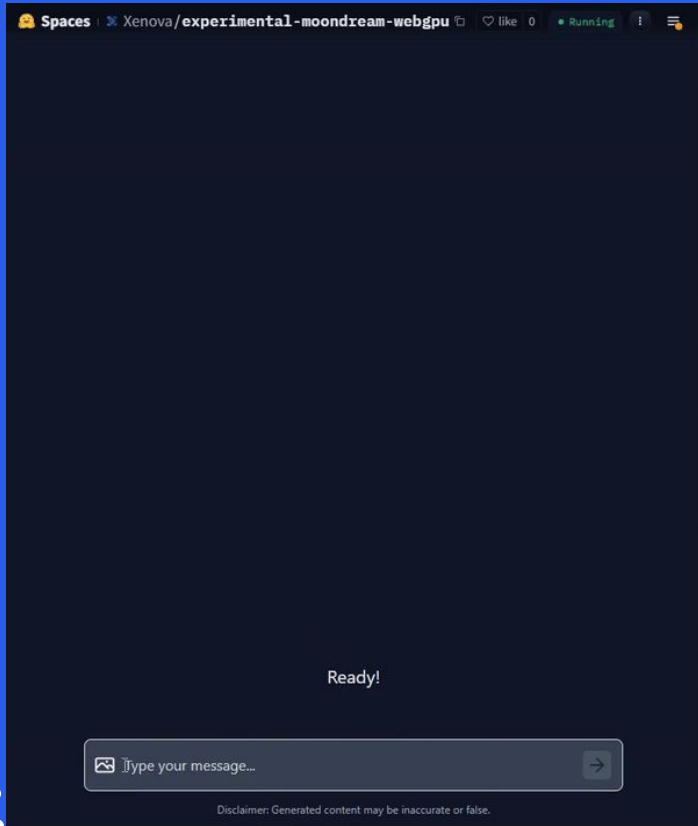 Spaces Xenova/experimental-moondream-webgpu like 0 Running
Ready!
Type your message...
Disclaimer: Generated content may be inaccurate or false.